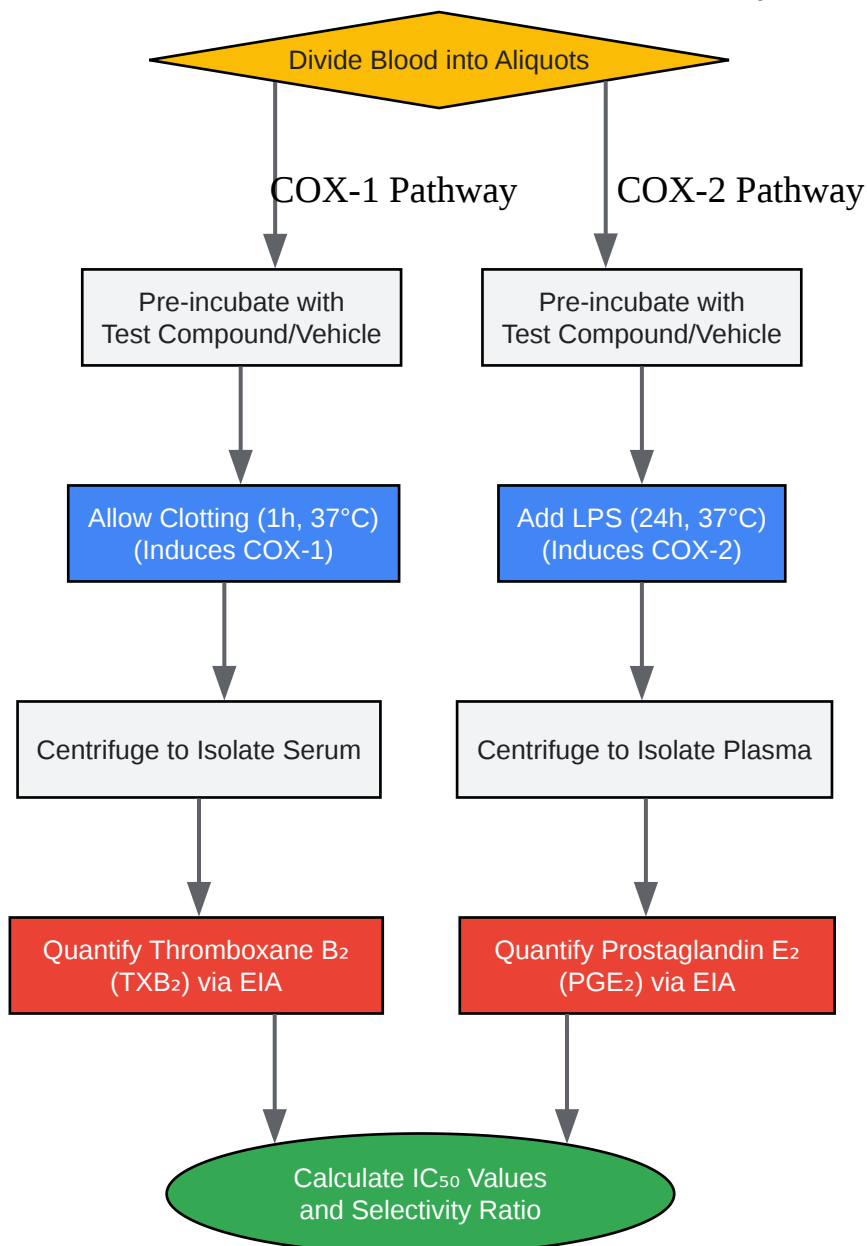 Divide Blood into Aliquots
COX-1 Pathway
COX-2 Pathway
Pre-incubate with
Test Compound/Vehicle
Pre-incubate with
Test Compound/Vehicle
Allow Clotting (1h, 37°C)
(Induces COX-1)
Add LPS (24h, 37°C)
(Induces COX-2)
Centrifuge to Isolate Serum
Centrifuge to Isolate Plasma
Quantify Thromboxane B₂
(TXB₂) via EIA
Quantify Prostaglandin E₂
(PGE₂) via EIA
Calculate IC₅₀ Values
and Selectivity Ratio